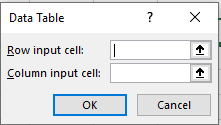 Data Table ? ×
Row input cell:
Column input cell:
OK Cancel